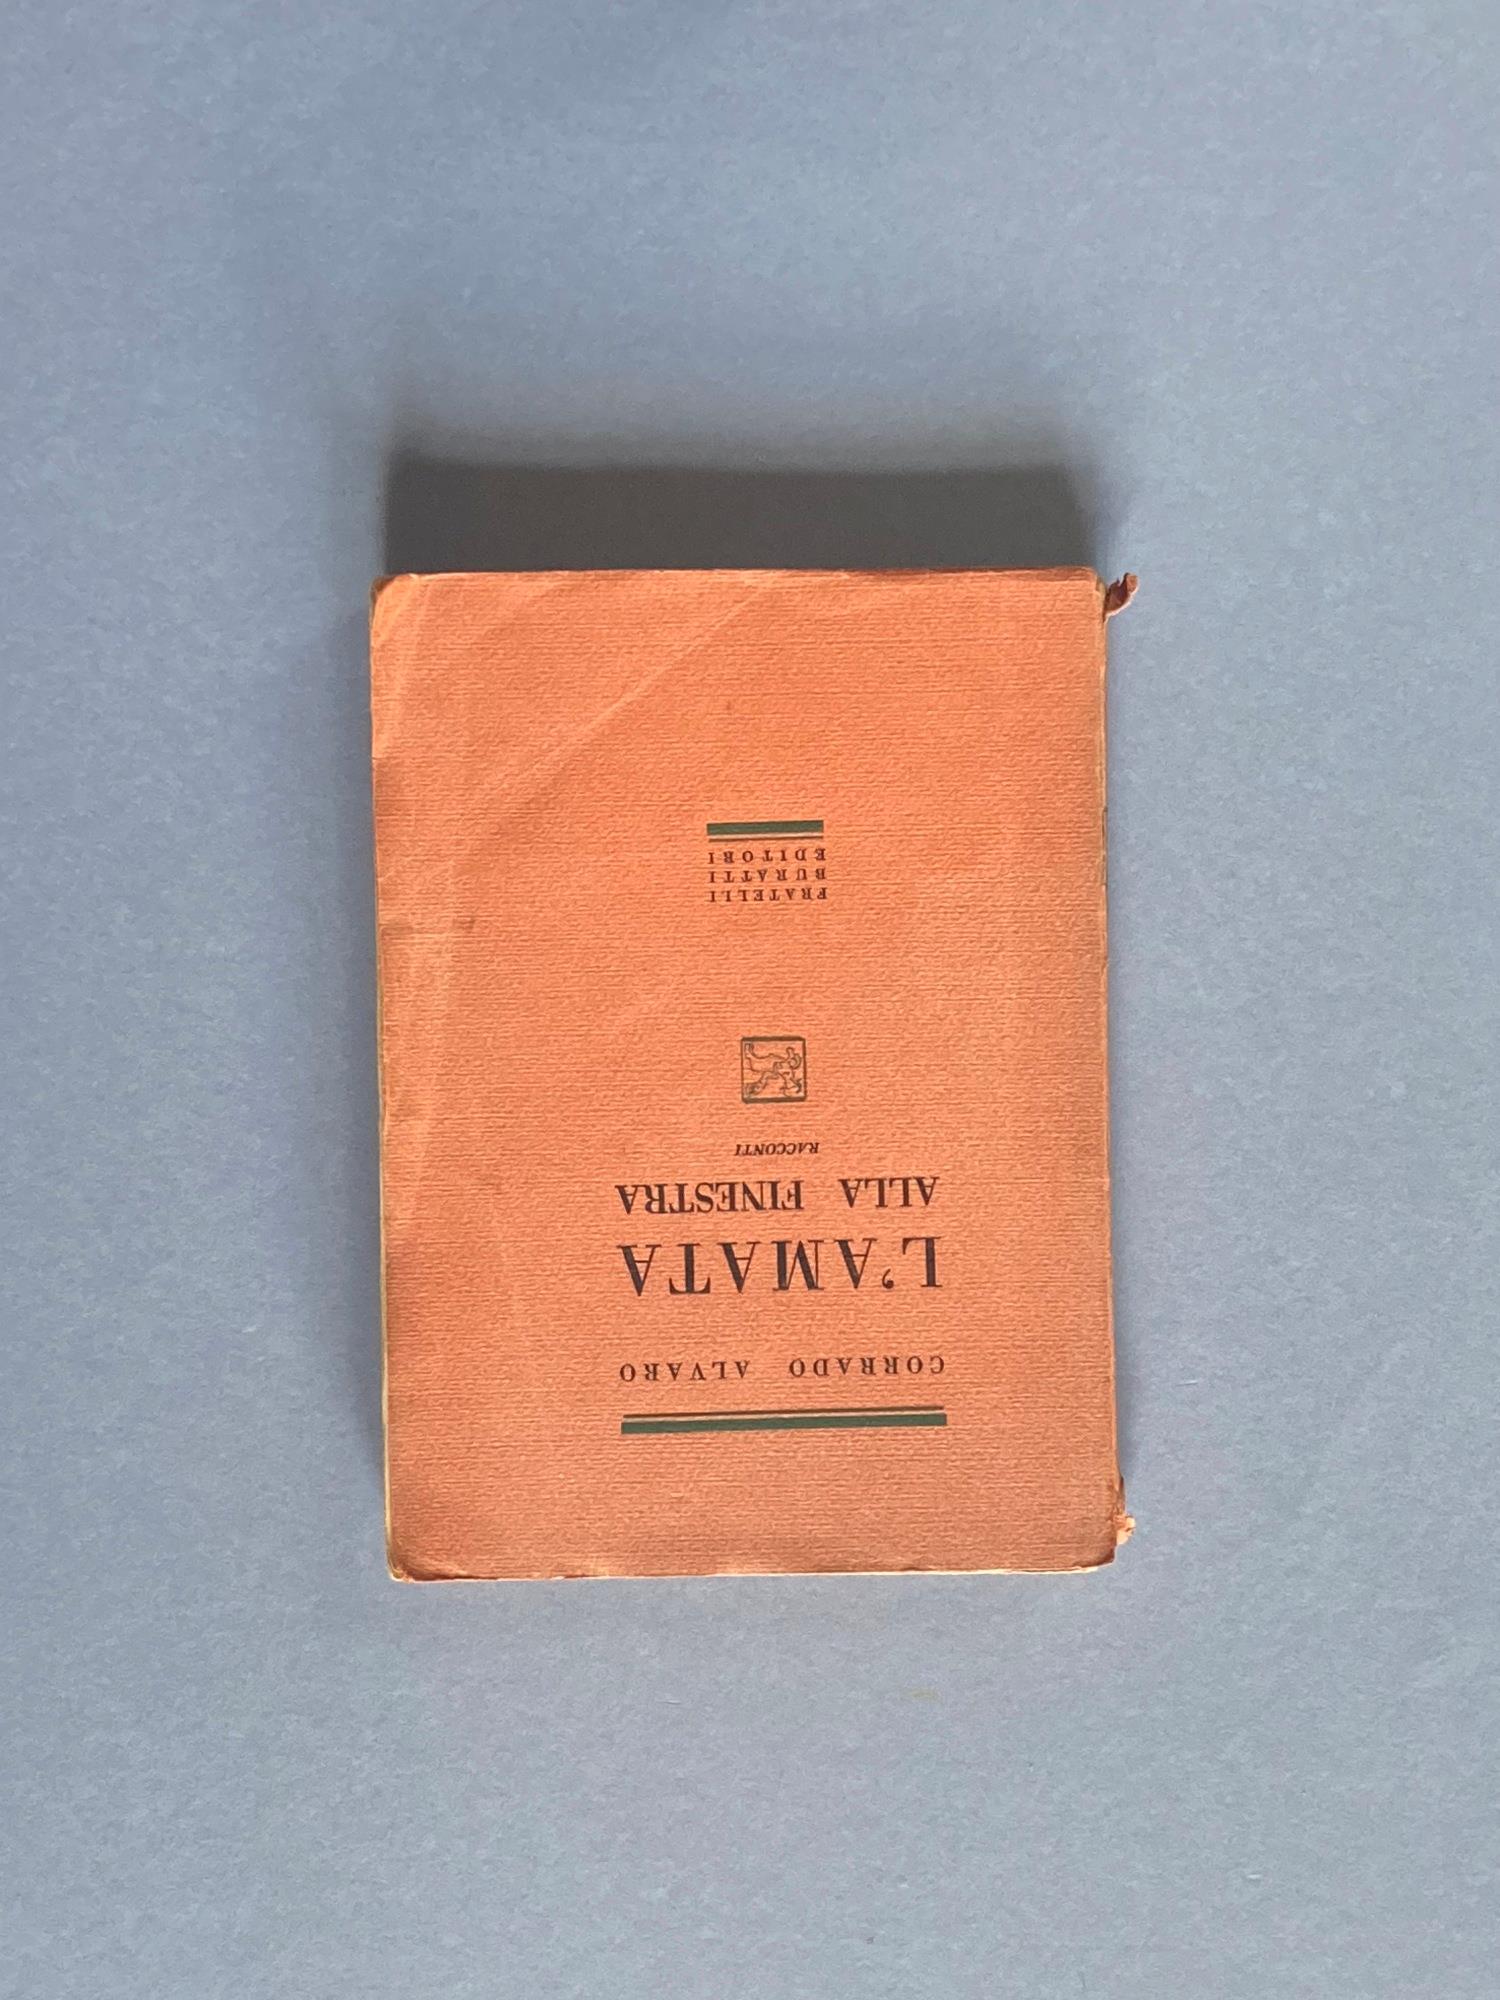 CORRADO ALVARO
L'AMATA
ALLA FINESTRA
RACCONTI
FRATELLI
BURATTI
EDITORI